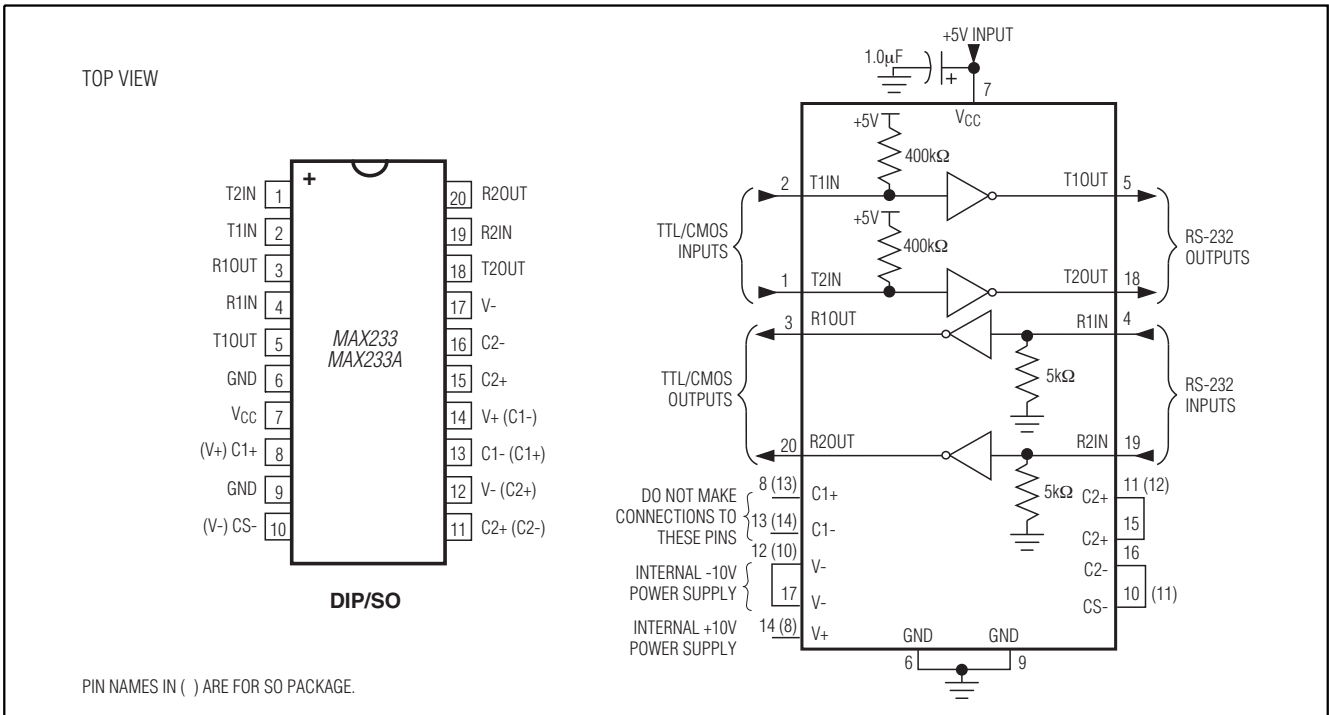 TOP VIEW
+
T2IN 1
T1IN 2
R1OUT 3
R1IN 4
T1OUT 5
GND 6
VCC 7
(V+) C1+ 8
GND 9
(V-) CS- 10
MAX233
MAX233A
20 R2OUT
19 R2IN
18 T2OUT
17 V-
16 C2-
15 C2+
14 V+ (C1-)
13 C1- (C1+)
12 V- (C2+)
11 C2+ (C2-)
DIP/SO
PIN NAMES IN ( ) ARE FOR SO PACKAGE.
+5V INPUT
1.0µF
+
7
VCC
+5V
400kΩ
2 T1IN
T1OUT 5
+5V
400kΩ
TTL/CMOS
INPUTS
RS-232
OUTPUTS
1 T2IN
T2OUT 18
3 R1OUT
R1IN 4
5kΩ
TTL/CMOS
OUTPUTS
RS-232
INPUTS
20 R2OUT
R2IN 19
5kΩ
DO NOT MAKE
CONNECTIONS TO
THESE PINS
8 (13) C1+
13 (14) C1-
INTERNAL -10V
POWER SUPPLY
12 (10) V-
17 V-
INTERNAL +10V
POWER SUPPLY
14 (8) V+
C2+ 11 (12)
C2+ 15
C2- 16
CS- 10 (11)
GND GND
6 9